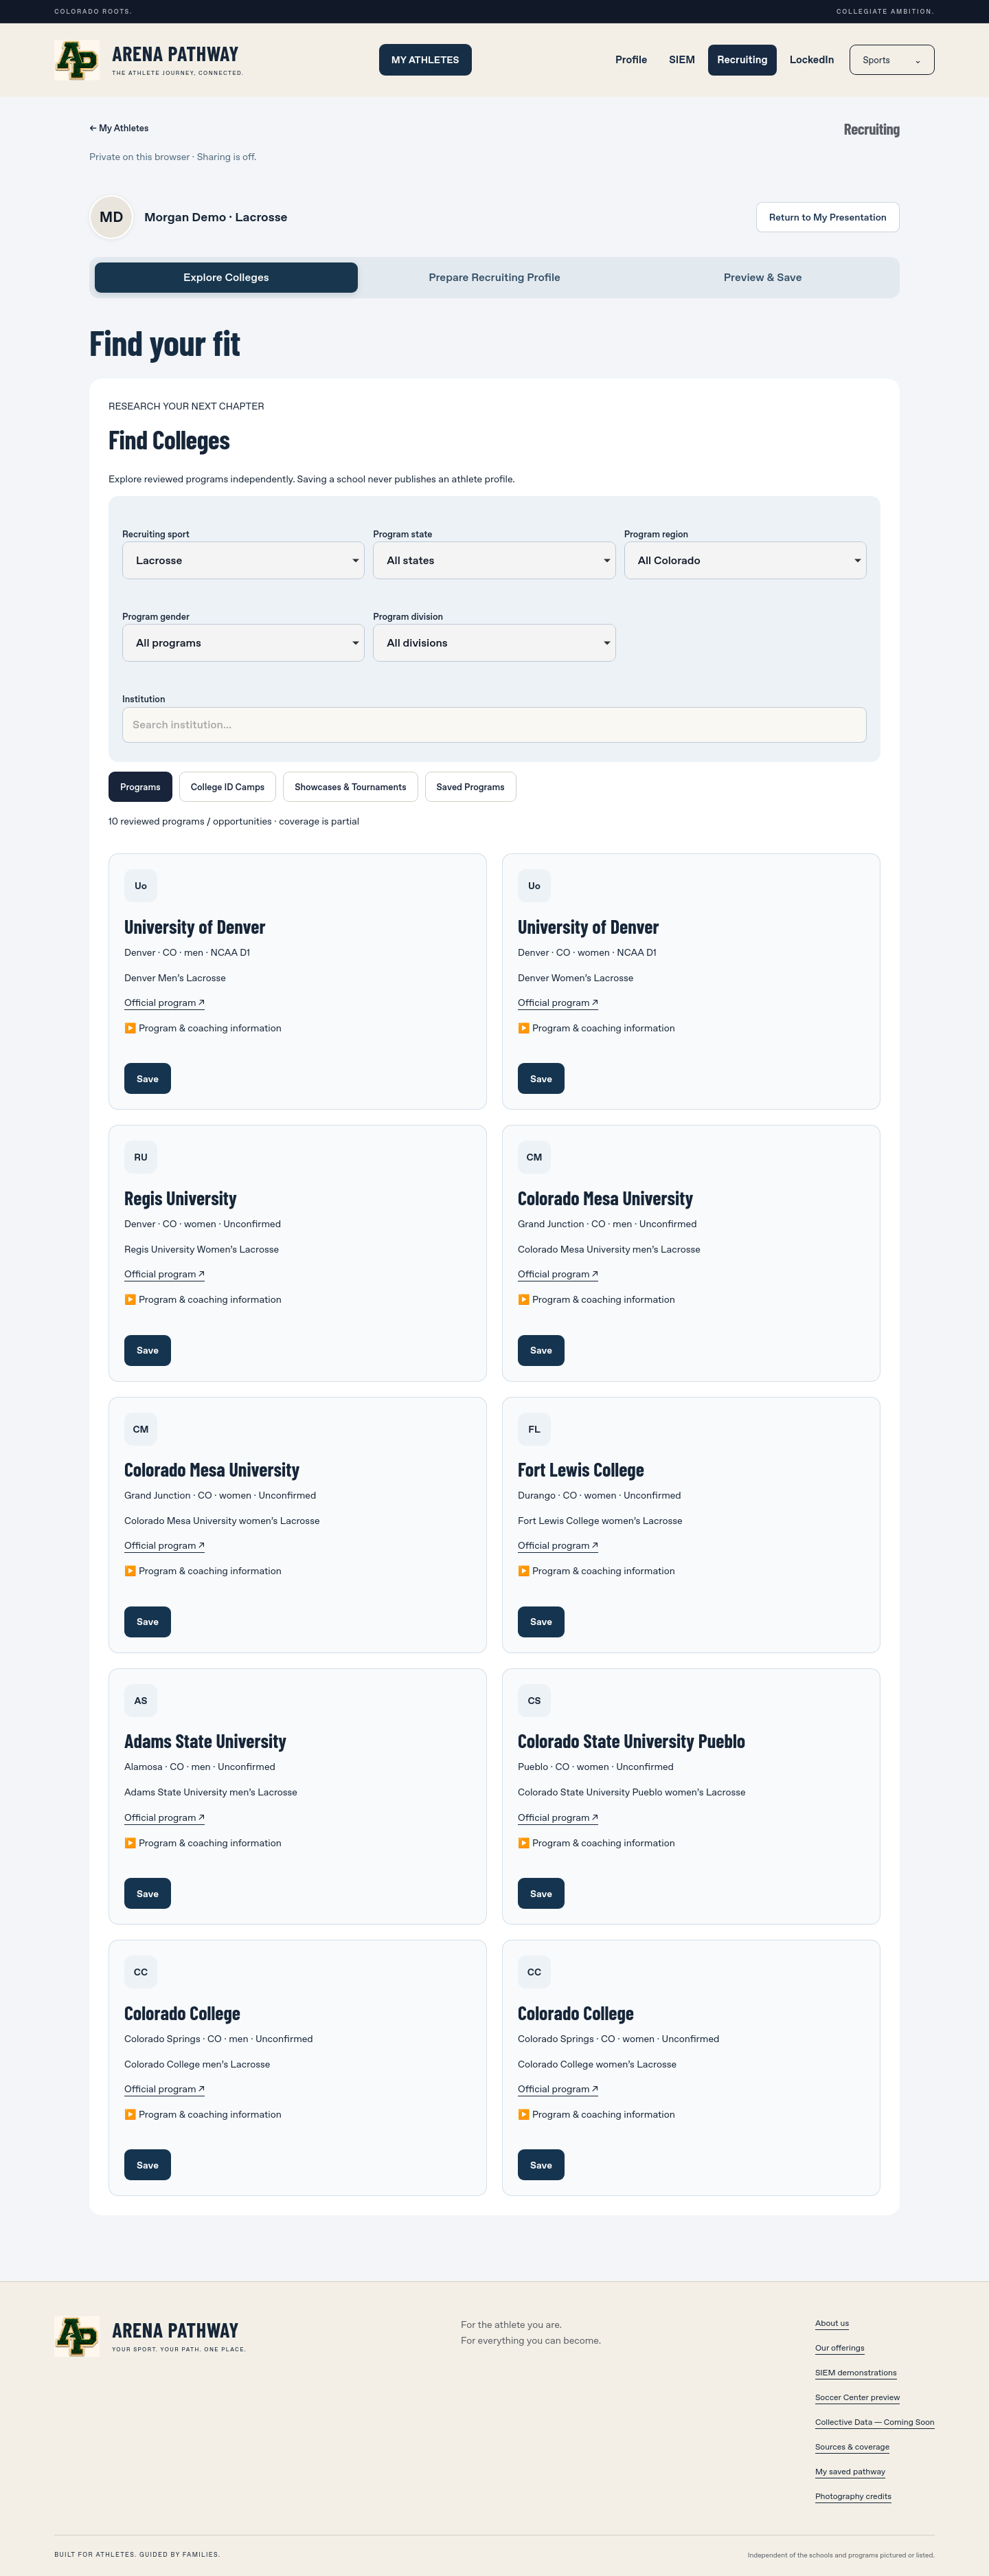 COLORADO ROOTS.
COLLEGIATE AMBITION.
AP
ARENA PATHWAY
THE ATHLETE JOURNEY, CONNECTED.
MY ATHLETES
Profile
SIEM
Recruiting
LockedIn
Sports
← My Athletes
Recruiting
Private on this browser · Sharing is off.
MD
Morgan Demo · Lacrosse
Return to My Presentation
Explore Colleges
Prepare Recruiting Profile
Preview & Save
Find your fit
RESEARCH YOUR NEXT CHAPTER
Find Colleges
Explore reviewed programs independently. Saving a school never publishes an athlete profile.
Recruiting sport
Program state
Program region
Lacrosse
All states
All Colorado
Program gender
Program division
All programs
All divisions
Institution
Search institution...
Programs
College ID Camps
Showcases & Tournaments
Saved Programs
10 reviewed programs / opportunities · coverage is partial
Uo
University of Denver
Denver · CO · men · NCAA D1
Denver Men's Lacrosse
Official program ↗
▶ Program & coaching information
Save
Uo
University of Denver
Denver · CO · women · NCAA D1
Denver Women's Lacrosse
Official program ↗
▶ Program & coaching information
Save
RU
Regis University
Denver · CO · women · Unconfirmed
Regis University Women's Lacrosse
Official program ↗
▶ Program & coaching information
Save
CM
Colorado Mesa University
Grand Junction · CO · men · Unconfirmed
Colorado Mesa University men's Lacrosse
Official program ↗
▶ Program & coaching information
Save
CM
Colorado Mesa University
Grand Junction · CO · women · Unconfirmed
Colorado Mesa University women's Lacrosse
Official program ↗
▶ Program & coaching information
Save
FL
Fort Lewis College
Durango · CO · women · Unconfirmed
Fort Lewis College women's Lacrosse
Official program ↗
▶ Program & coaching information
Save
AS
Adams State University
Alamosa · CO · men · Unconfirmed
Adams State University men's Lacrosse
Official program ↗
▶ Program & coaching information
Save
CS
Colorado State University Pueblo
Pueblo · CO · women · Unconfirmed
Colorado State University Pueblo women's Lacrosse
Official program ↗
▶ Program & coaching information
Save
CC
Colorado College
Colorado Springs · CO · men · Unconfirmed
Colorado College men's Lacrosse
Official program ↗
▶ Program & coaching information
Save
CC
Colorado College
Colorado Springs · CO · women · Unconfirmed
Colorado College women's Lacrosse
Official program ↗
▶ Program & coaching information
Save
AP
ARENA PATHWAY
YOUR SPORT. YOUR PATH. ONE PLACE.
For the athlete you are.
For everything you can become.
About us
Our offerings
SIEM demonstrations
Soccer Center preview
Collective Data — Coming Soon
Sources & coverage
My saved pathway
Photography credits
BUILT FOR ATHLETES. GUIDED BY FAMILIES.
Independent of the schools and programs pictured or listed.